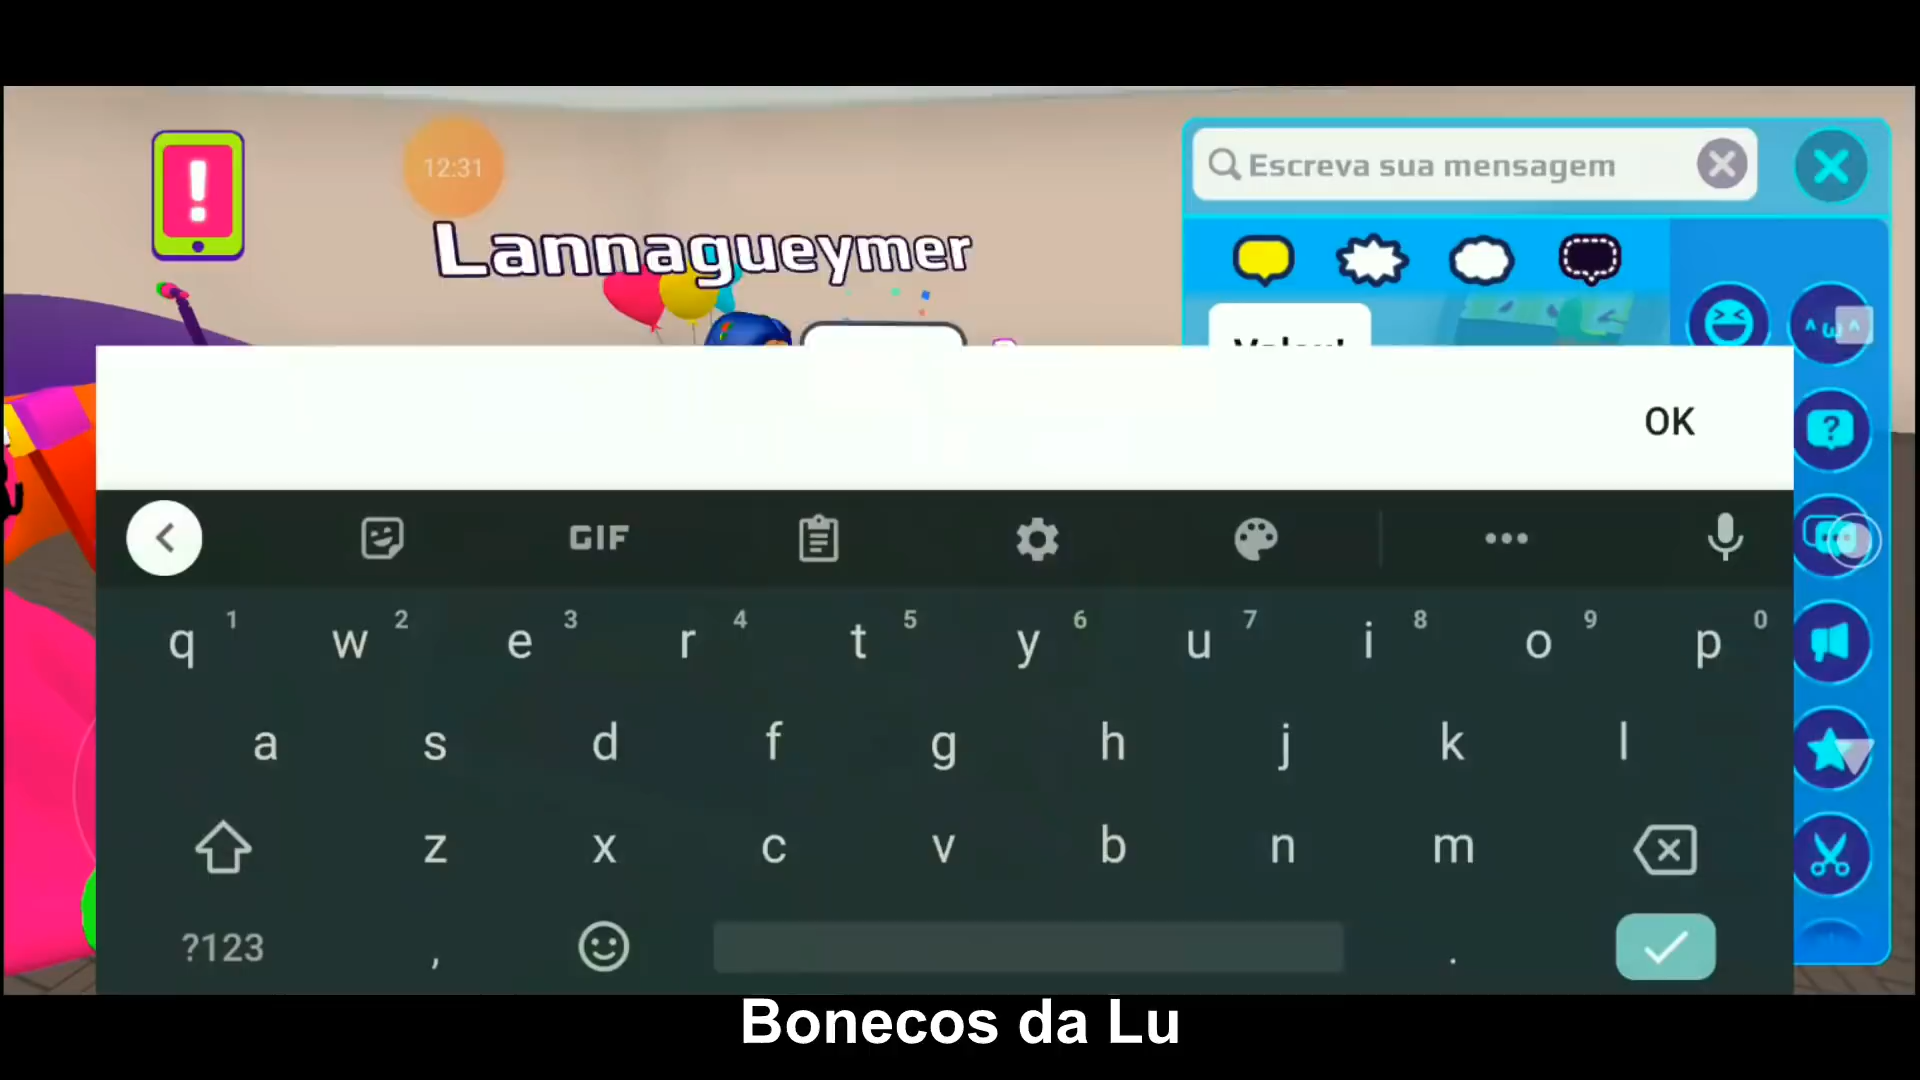 12:31
Escreva sua mensagem
Lannagueymer
Valeu!
^ω^
OK
GIF
q 1 w 2 e 3 r 4 t 5 y 6 u 7 i 8 o 9 p 0
a s d f g h j k l
z x c v b n m
?123 , .
Bonecos da Lu